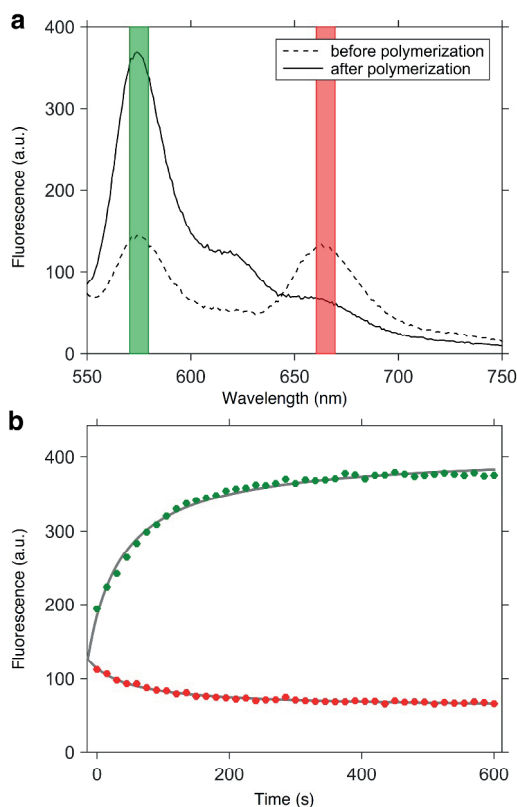 a
400
300
200
100
0
Fluorescence (a.u.)
before polymerization
after polymerization
550
600
650
700
750
Wavelength (nm)
b
400
300
200
100
0
Fluorescence (a.u.)
0
200
400
600
Time (s)